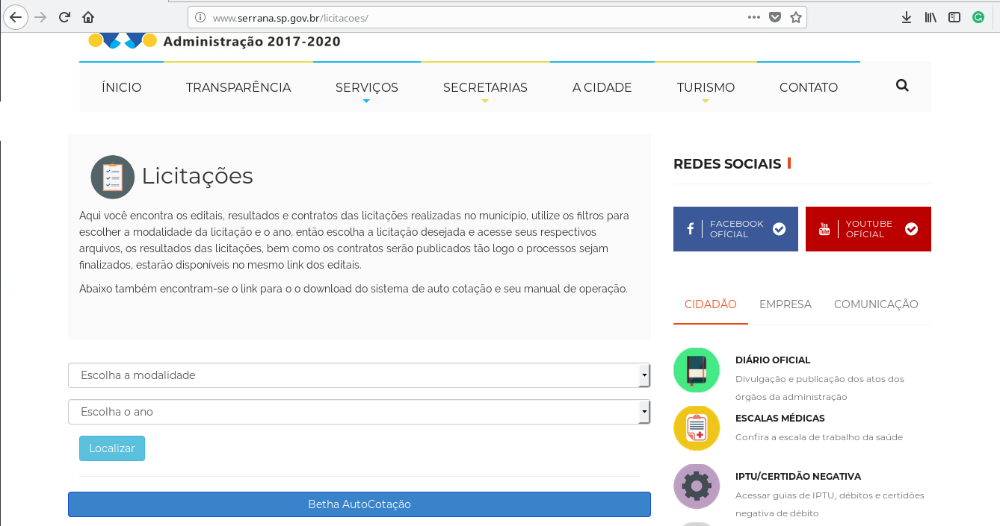 www.serrana.sp.gov.br/licitacoes/
Administração 2017-2020
ÍNICIO TRANSPARÊNCIA SERVIÇOS SECRETARIAS A CIDADE TURISMO CONTATO
Licitações
Aqui você encontra os editais, resultados e contratos das licitações realizadas no município, utilize os filtros para
escolher a modalidade da licitação e o ano, então escolha a licitação desejada e acesse seus respectivos
arquivos, os resultados das licitações, bem como os contratos serão publicados tão logo o processos sejam
finalizados, estarão disponíveis no mesmo link dos editais.
Abaixo também encontram-se o link para o o download do sistema de auto cotação e seu manual de operação.
Escolha a modalidade
Escolha o ano
Localizar
Betha AutoCotação
REDES SOCIAIS
FACEBOOK
OFÍCIAL
You
Tube
YOUTUBE
OFÍCIAL
CIDADÃO EMPRESA COMUNICAÇÃO
DIÁRIO OFICIAL
Divulgação e publicação dos atos dos
órgãos da administração
ESCALAS MÉDICAS
Confira a escala de trabalho da saúde
IPTU/CERTIDÃO NEGATIVA
Acessar guias de IPTU, débitos e certidões
negativa de débito